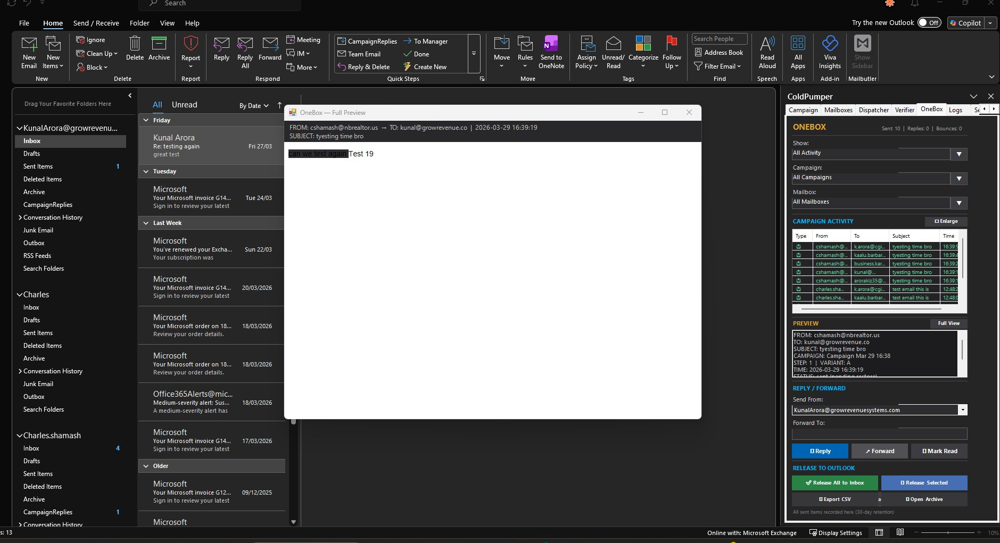 Search
File Home Send / Receive Folder View Help
Try the new Outlook Off Copilot
New Email
New Items
New
Ignore
Clean Up
Block
Delete
Archive
Delete
Report
Report
Reply
Reply All
Forward
Meeting
IM
More
Respond
CampaignReplies
Team Email
Reply & Delete
To Manager
Done
Create New
Quick Steps
Move
Rules
Send to OneNote
Move
Assign Policy
Unread/ Read
Categorize
Follow Up
Tags
Search People
Address Book
Filter Email
Find
Read Aloud
Speech
All Apps
Apps
Viva Insights
Add-in
Show Sidebar
Mailbutler
Drag Your Favorite Folders Here
KunalArora@growrevenu...
Inbox
Drafts
Sent Items 1
Deleted Items
Archive
CampaignReplies
Conversation History
Junk Email
Outbox
RSS Feeds
Search Folders
Charles
Inbox
Drafts
Sent Items
Deleted Items
Archive
Conversation History
Junk Email
Outbox
Search Folders
Charles.shamash
Inbox 4
Drafts
Sent Items
Deleted Items
Archive
CampaignReplies 1
Conversation History
All Unread By Date
Friday
Kunal Arora
Re: testing again Fri 27/03
great test
Tuesday
Microsoft
Your Microsoft invoice G14... Tue 24/03
Sign in to review your latest
Last Week
Microsoft
You've renewed your Excha... Sun 22/03
Your subscription was
Microsoft
Your Microsoft invoice G14... 20/03/2026
Sign in to review your latest
Microsoft
Your Microsoft order on 18... 18/03/2026
Review your order details.
Microsoft
Your Microsoft order on 18... 18/03/2026
Review your order details.
Office365Alerts@mic...
Medium-severity alert: Sus... 18/03/2026
A medium-severity alert has
Microsoft
Your Microsoft invoice G14... 17/03/2026
Sign in to review your latest
Older
Microsoft
Your Microsoft invoice G12... 09/12/2025
Sign in to review your latest
Microsoft
OneBox — Full Preview
FROM: cshamash@nbrealtor.us → TO: kunal@growrevenue.co | 2026-03-29 16:39:19
SUBJECT: tyesting time bro
can we test again Test 19
ColdPumper
Campaign Mailboxes Dispatcher Verifier OneBox Logs Se
ONEBOX Sent: 10 | Replies: 0 | Bounces: 0
Show:
All Activity
Campaign:
All Campaigns
Mailbox:
All Mailboxes
CAMPAIGN ACTIVITY Enlarge
Type From To Subject Time
cshamash@... k.arora@cgi... tyesting time bro 16:39:5
cshamash@... kaalu.barbar... tyesting time bro 16:39:4
cshamash@... business.kar... tyesting time bro 16:39:2
cshamash@... kunal@... tyesting time bro 16:39:1
cshamash@... arorakiz35@... tyesting time bro 16:39:1
charles.sha... k.arora@cgi... test email this is 12:48:2
charles.sha... kaalu.barbar... test email this is 12:48:0
PREVIEW Full View
FROM: cshamash@nbrealtor.us
TO: kunal@growrevenue.co
SUBJECT: tyesting time bro
CAMPAIGN: Campaign Mar 29 16:38
STEP: 1 | VARIANT: A
TIME: 2026-03-29 16:39:19
STATUS: sent (pending restore)
REPLY / FORWARD
Send From:
KunalArora@growrevenuesystems.com
Forward To:
Reply Forward Mark Read
RELEASE TO OUTLOOK
Release All to Inbox Release Selected
Export CSV a Open Archive
All sent items recorded here (30-day retention)
s: 13
Online with: Microsoft Exchange Display Settings 10%